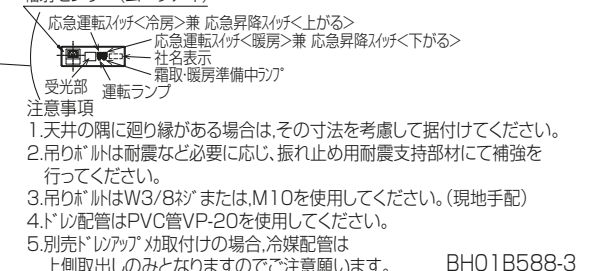 応急運転スイッチ<冷房>兼 応急昇降スイッチ<上がる>
応急運転スイッチ<暖房>兼 応急昇降スイッチ<下がる>
社名表示
霜取・暖房準備中ランプ
受光部 運転ランプ
注意事項
1.天井の隅に廻り縁がある場合は,その寸法を考慮して据付けてください。
2.吊りボルトは耐震など必要に応じ、振れ止め用耐震支持部材にて補強を
行ってください。
3.吊りボルトはW3/8ネジまたは,M10を使用してください。(現地手配)
4.ドレン配管はPVC管VP-20を使用してください。
5.別売ドレンアップメカ取付けの場合,冷媒配管は
上側取出しのみとなりますのでご注意願います。 BH01B588-3